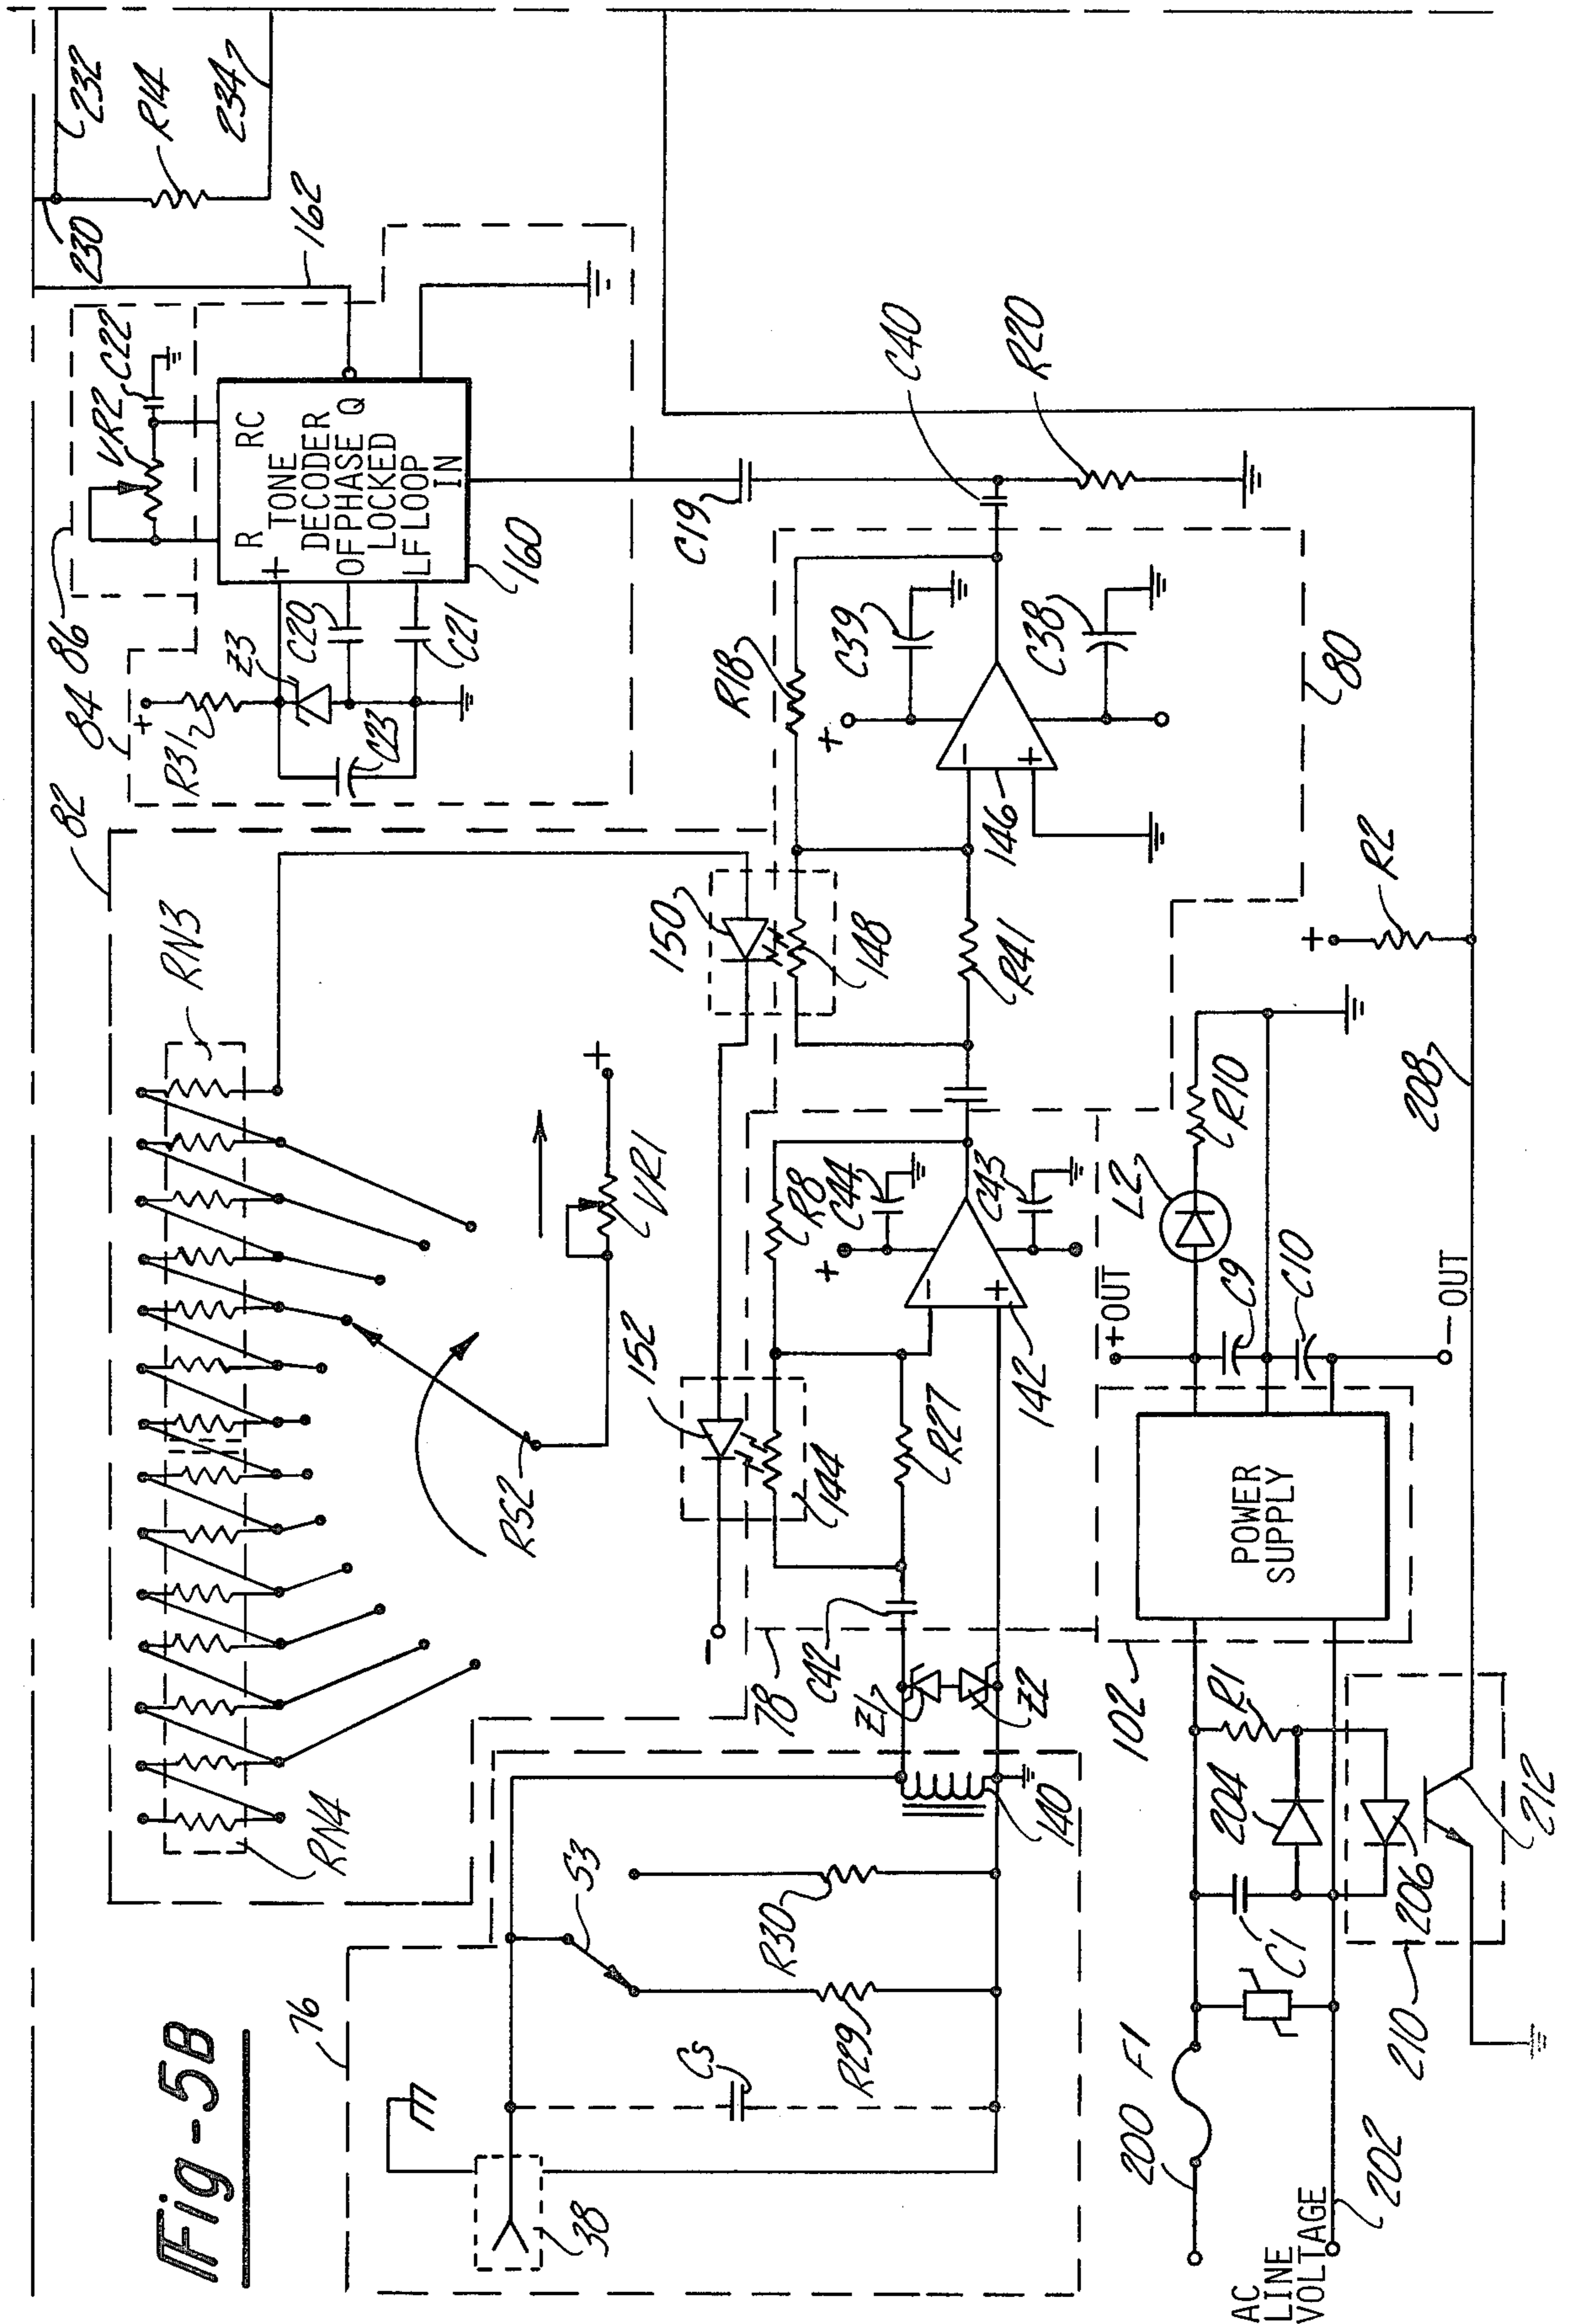 Fig-5B
76
38
CS
S3
R29
R30
140
82
RN4
RN3
RS2
VR1
+
84
86
+
R31
Z3
C23
C20
C21
VR2
C22
R RC
+ TONE
DECODER
OF PHASE Q
LOCKED
LF LOOP
IN
160
162
230
232
R14
234
-
152
144
150
148
78
C42
Z1
Z2
R27
R8
C44
+
C43
-
+
142
R41
R18
C39
+
C38
-
+
146
80
C19
C40
R20
AC
LINE
VOLTAGE
200
F1
202
C1
204
R1
206
210
212
102
POWER
SUPPLY
+OUT
C9
C10
-OUT
L2
R10
+
R2
208